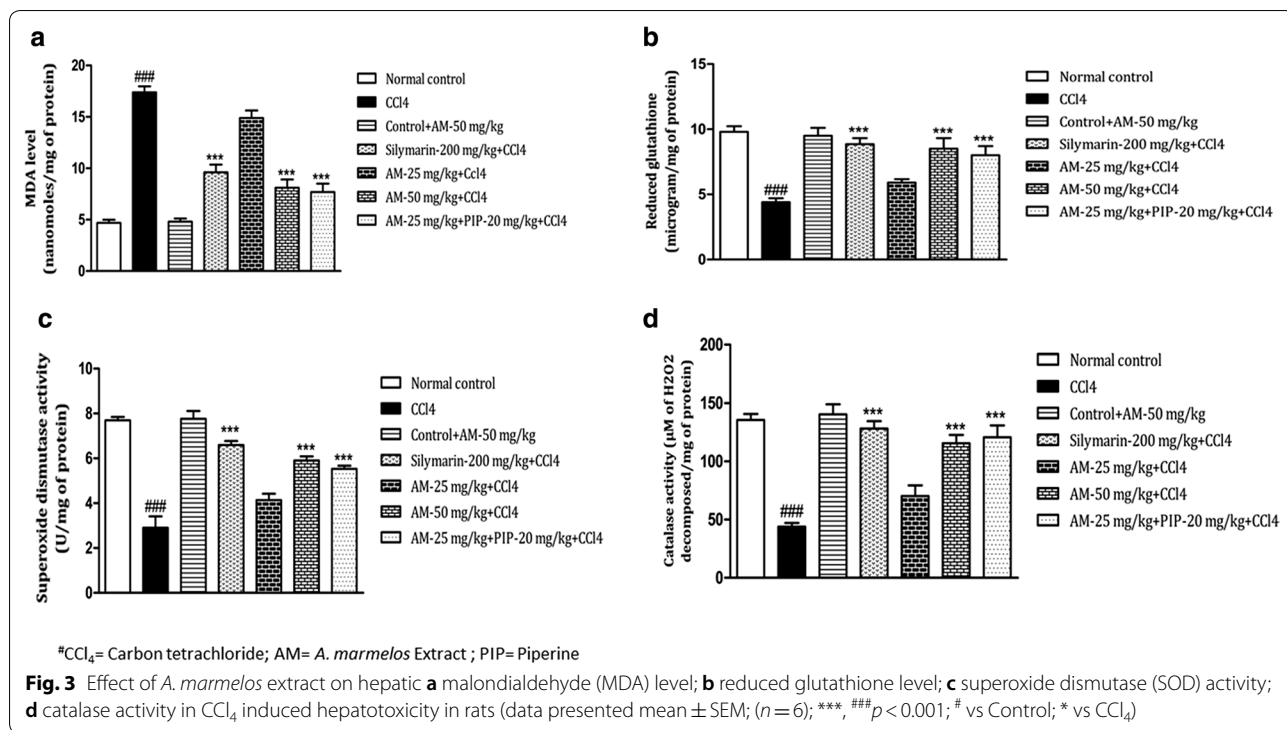 a
MDA level
(nanomoles/mg of protein)
20
15
10
5
0
###
***
***
***
Normal control
CCl4
Control+AM-50 mg/kg
Silymarin-200 mg/kg+CCl4
AM-25 mg/kg+Ccl4
AM-50 mg/kg+CCl4
AM-25 mg/kg+PIP-20 mg/kg+CCl4
b
Reduced glutathione
(microgram/mg of protein)
15
10
5
0
###
***
***
***
Normal control
CCl4
Control+AM-50 mg/kg
Silymarin-200 mg/kg+CCl4
AM-25 mg/kg+CCl4
AM-50 mg/kg+CCl4
AM-25 mg/kg+PIP-20 mg/kg+CCl4
c
Superoxide dismutase activity
(U/mg of protein)
10
8
6
4
2
0
###
***
***
***
Normal control
CCl4
Control+AM-50 mg/kg
Silymarin-200 mg/kg+CCl4
AM-25 mg/kg+CCl4
AM-50 mg/kg+CCl4
AM-25 mg/kg+PIP-20 mg/kg+CCl4
d
Catalase activity (µM of H2O2
decomposed/mg of protein)
200
150
100
50
0
###
***
***
***
Normal control
CCl4
Control+AM-50 mg/kg
Silymarin-200 mg/kg+CCl4
AM-25 mg/kg+CCl4
AM-50 mg/kg+CCl4
AM-25 mg/kg+PIP-20 mg/kg+CCl4
#CCl4= Carbon tetrachloride; AM= A. marmelos Extract ; PIP= Piperine
Fig. 3 Effect of A. marmelos extract on hepatic a malondialdehyde (MDA) level; b reduced glutathione level; c superoxide dismutase (SOD) activity;
d catalase activity in CCl4 induced hepatotoxicity in rats (data presented mean ± SEM; (n = 6); ***, ###p < 0.001; # vs Control; * vs CCl4)